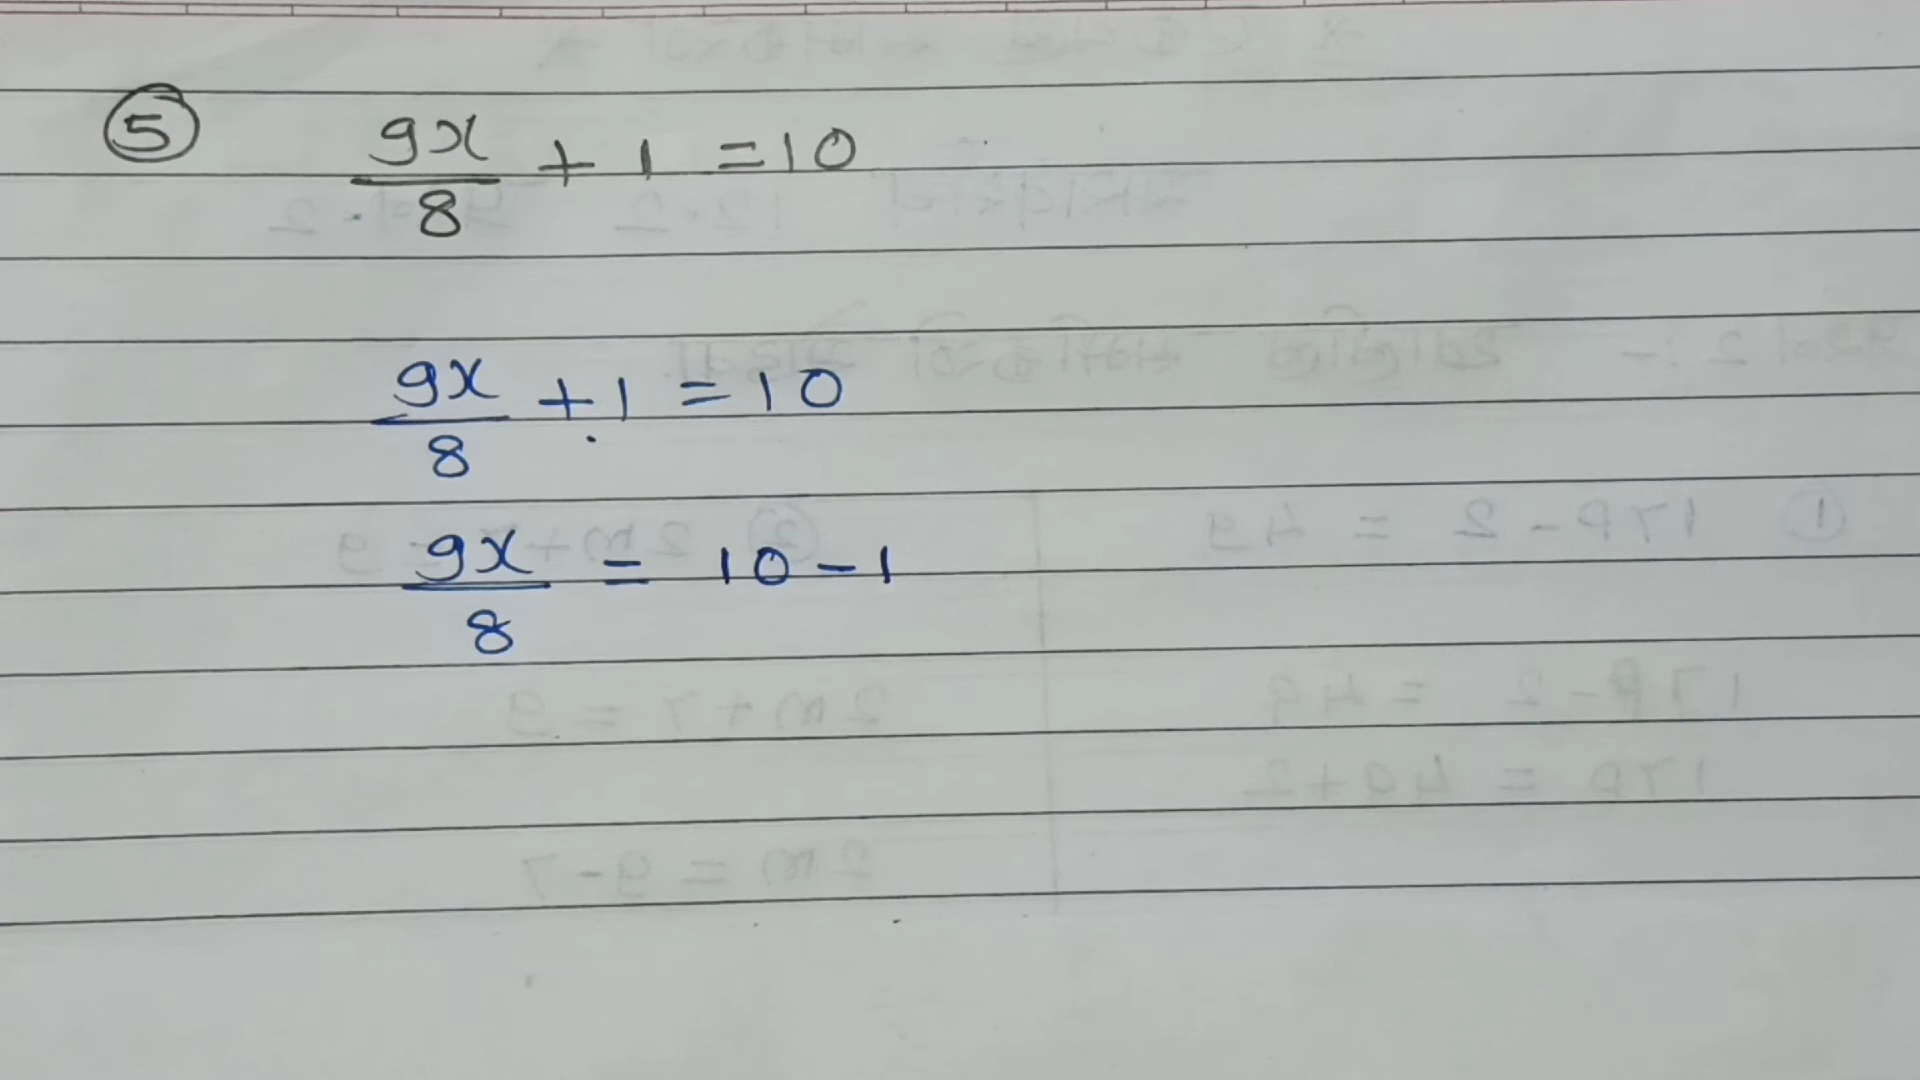 5 9x/8 + 1 = 10
9x/8 + 1 = 10
9x/8 = 10 - 1